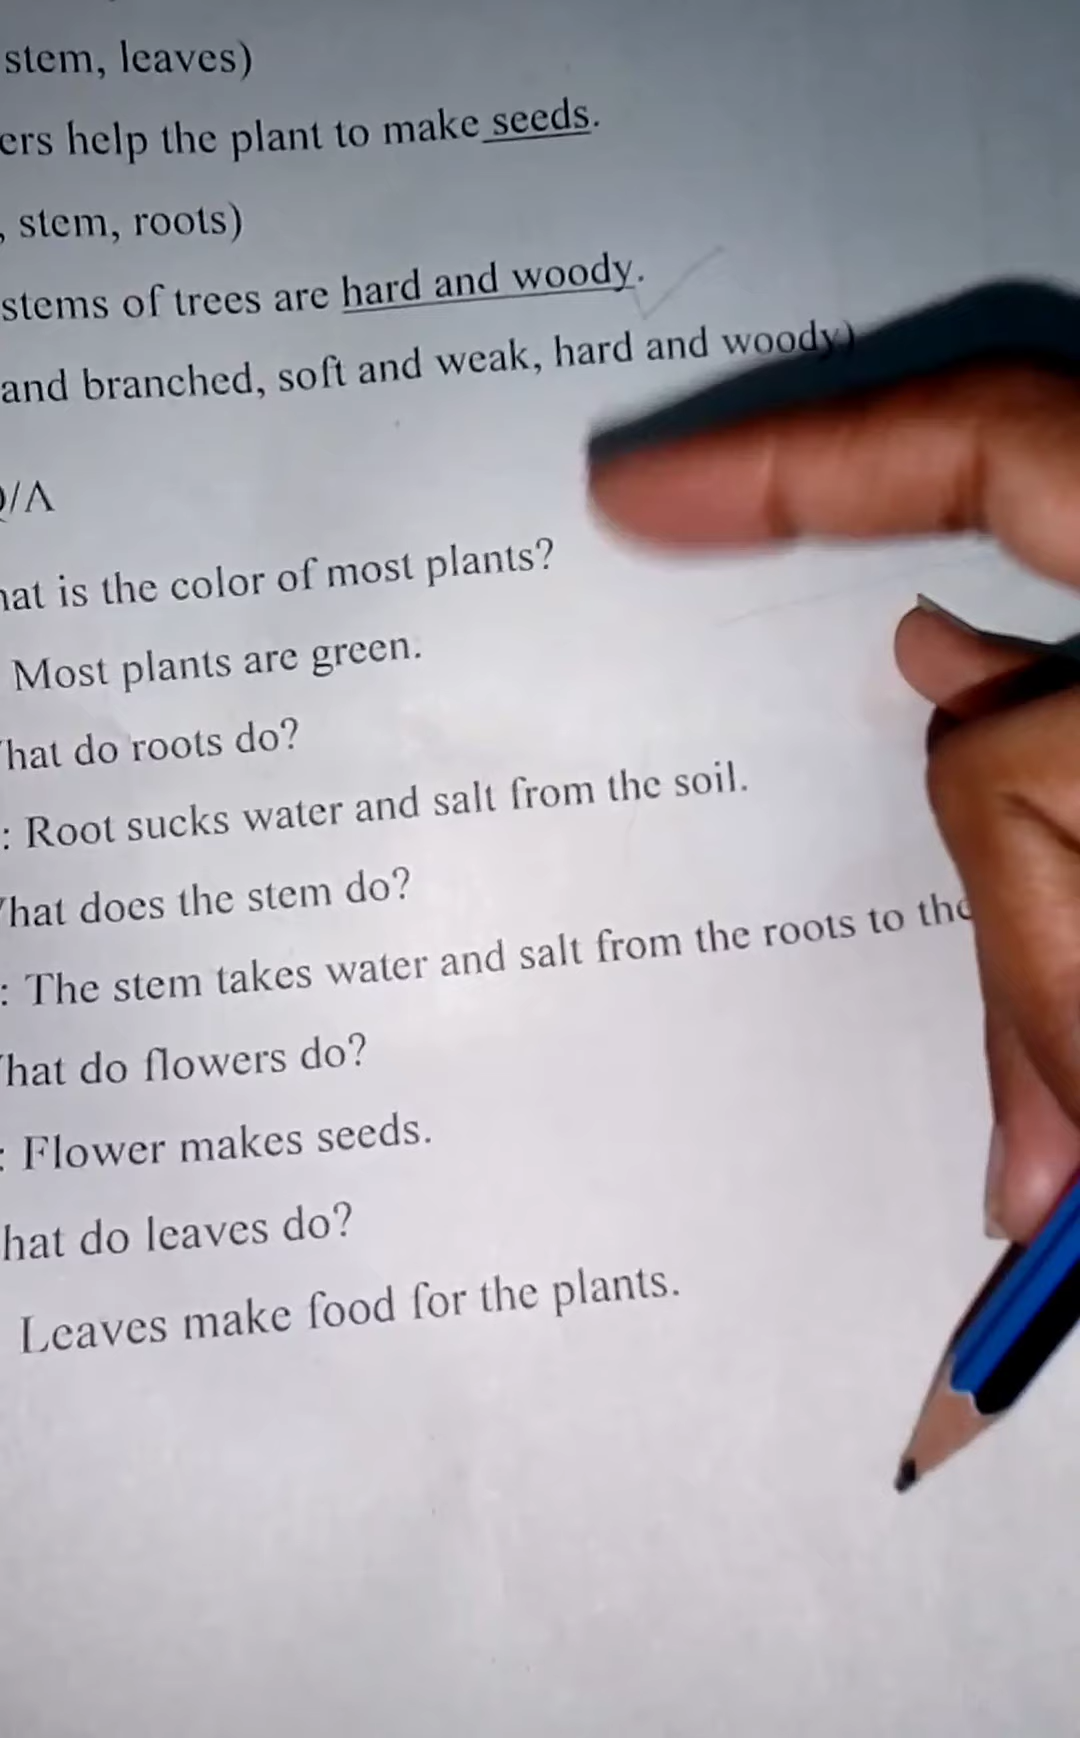 stem, leaves)
ers help the plant to make seeds.
, stem, roots)
stems of trees are hard and woody.
and branched, soft and weak, hard and woody)
Q/A
hat is the color of most plants?
Most plants are green.
hat do roots do?
: Root sucks water and salt from the soil.
hat does the stem do?
: The stem takes water and salt from the roots to the
hat do flowers do?
: Flower makes seeds.
hat do leaves do?
Leaves make food for the plants.